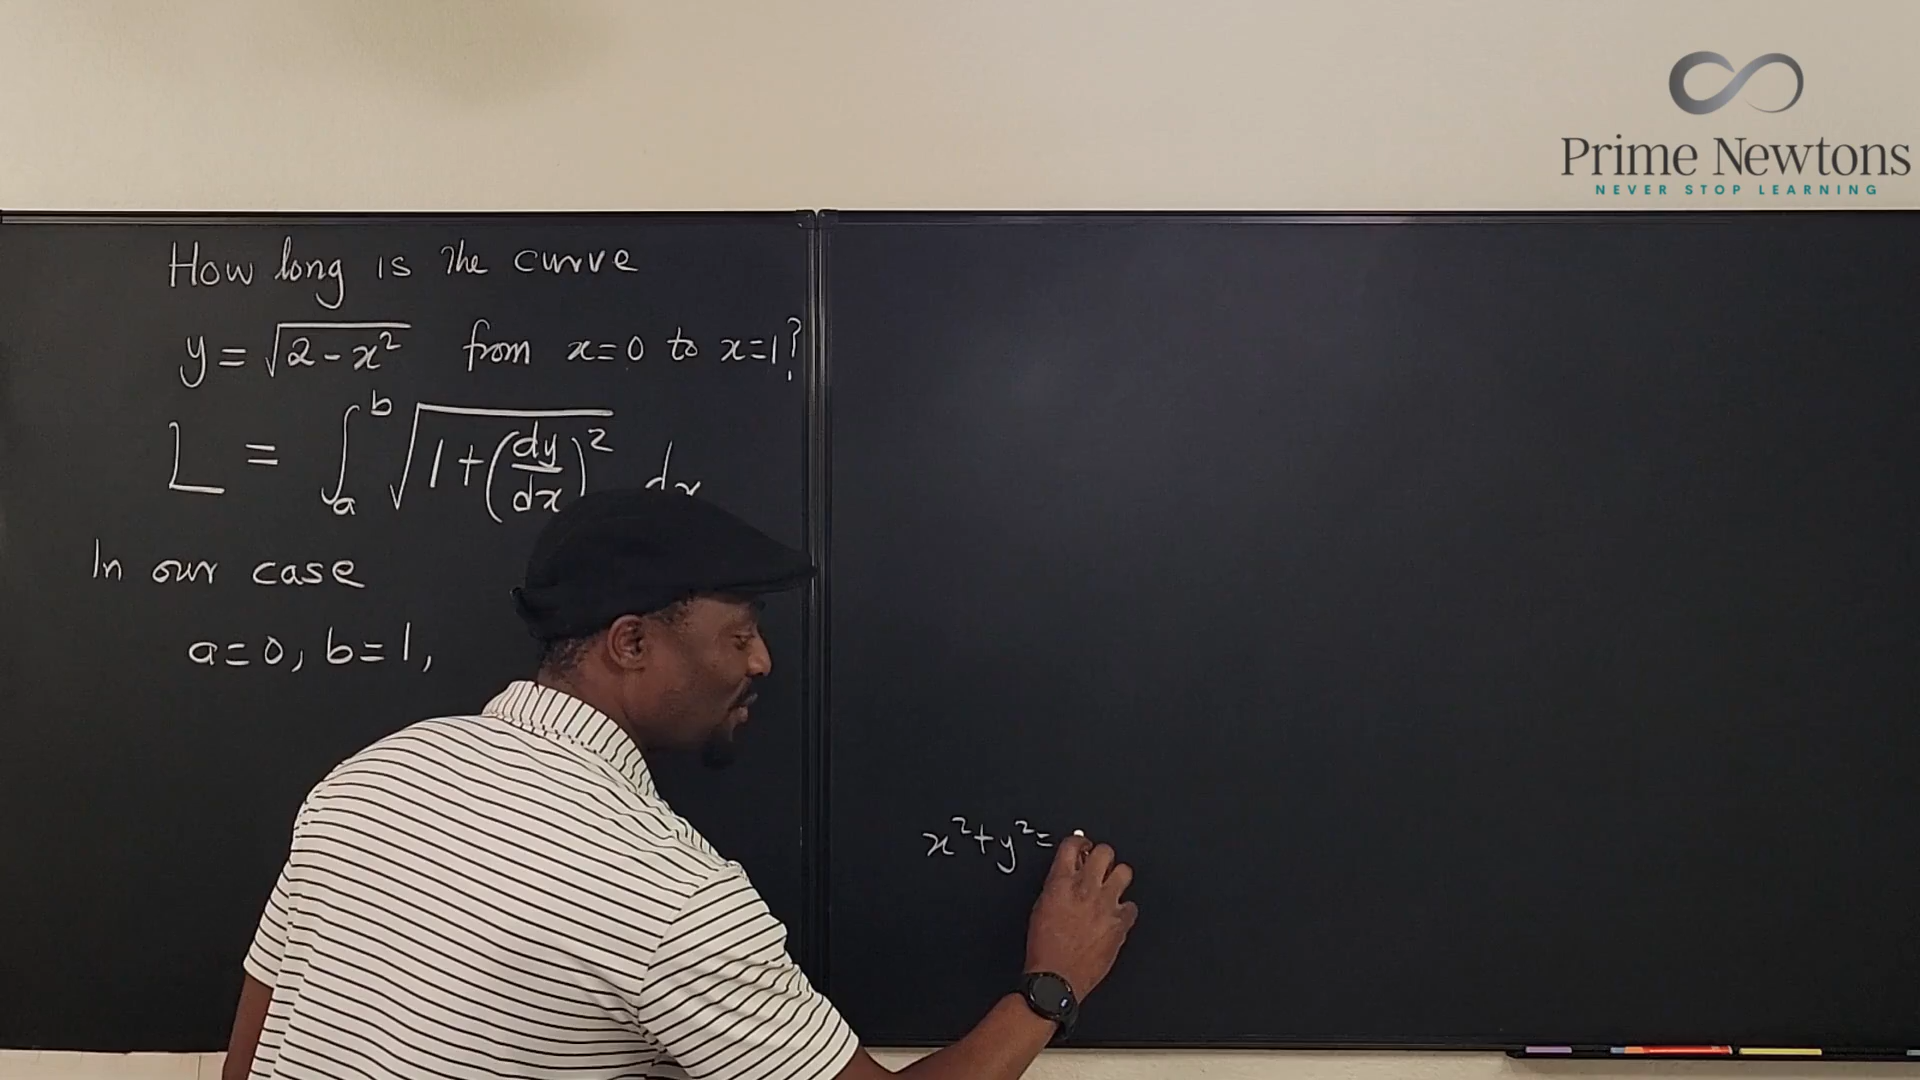 Prime Newtons
NEVER STOP LEARNING
How long is the curve
y = √(2 - x²) from x=0 to x=1?
L = ∫ₐᵇ √(1+(dy/dx)²) dx
In our case
a=0, b=1,
x²+y²=